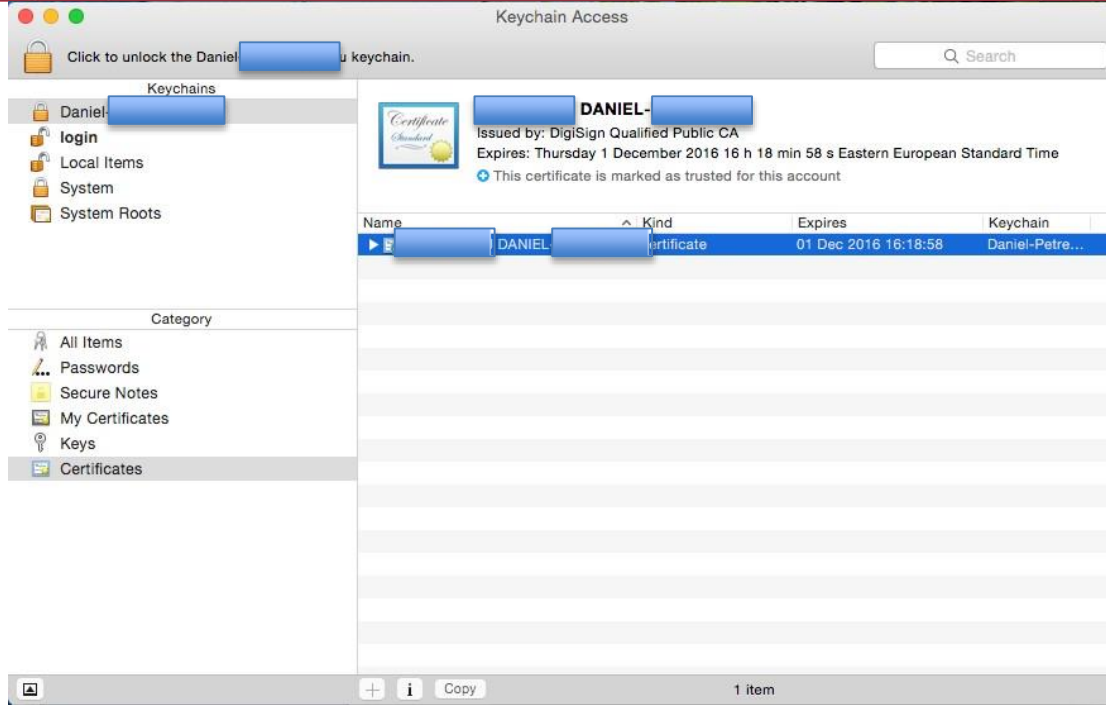 Keychain Access
Click to unlock the Daniel- u keychain.
Search
Keychains
Daniel-
login
Local Items
System
System Roots
Certificate
Standard
DANIEL-
Issued by: DigiSign Qualified Public CA
Expires: Thursday 1 December 2016 16 h 18 min 58 s Eastern European Standard Time
This certificate is marked as trusted for this account
Name Kind Expires Keychain
DANIEL- ertificate 01 Dec 2016 16:18:58 Daniel-Petre...
Category
All Items
Passwords
Secure Notes
My Certificates
Keys
Certificates
Copy
1 item